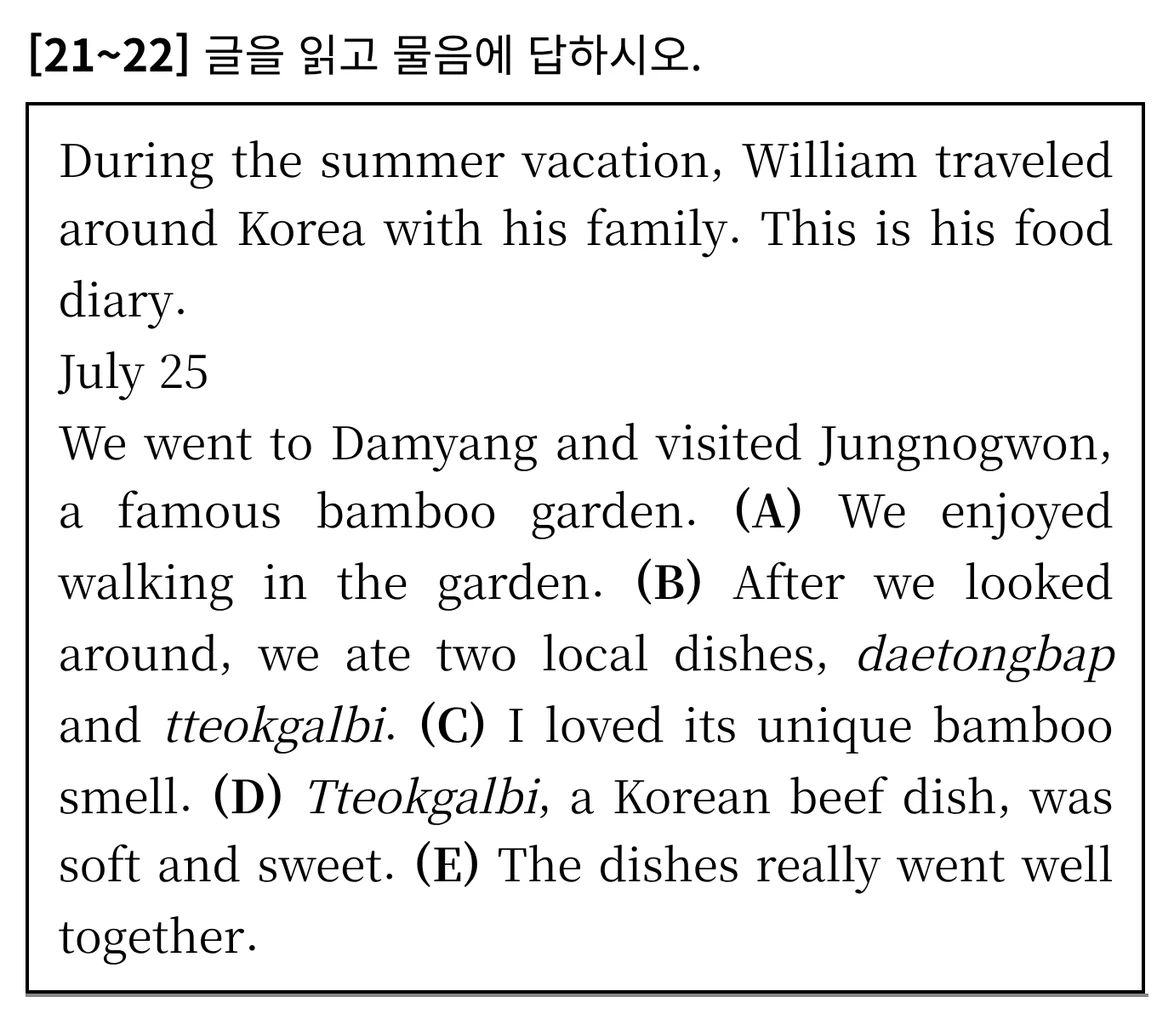 [21~22] 글을 읽고 물음에 답하시오.
During the summer vacation, William traveled
around Korea with his family. This is his food
diary.
July 25
We went to Damyang and visited Jungnogwon,
a famous bamboo garden. (A) We enjoyed
walking in the garden. (B) After we looked
around, we ate two local dishes, daetongbap
and tteokgalbi. (C) I loved its unique bamboo
smell. (D) Tteokgalbi, a Korean beef dish, was
soft and sweet. (E) The dishes really went well
together.